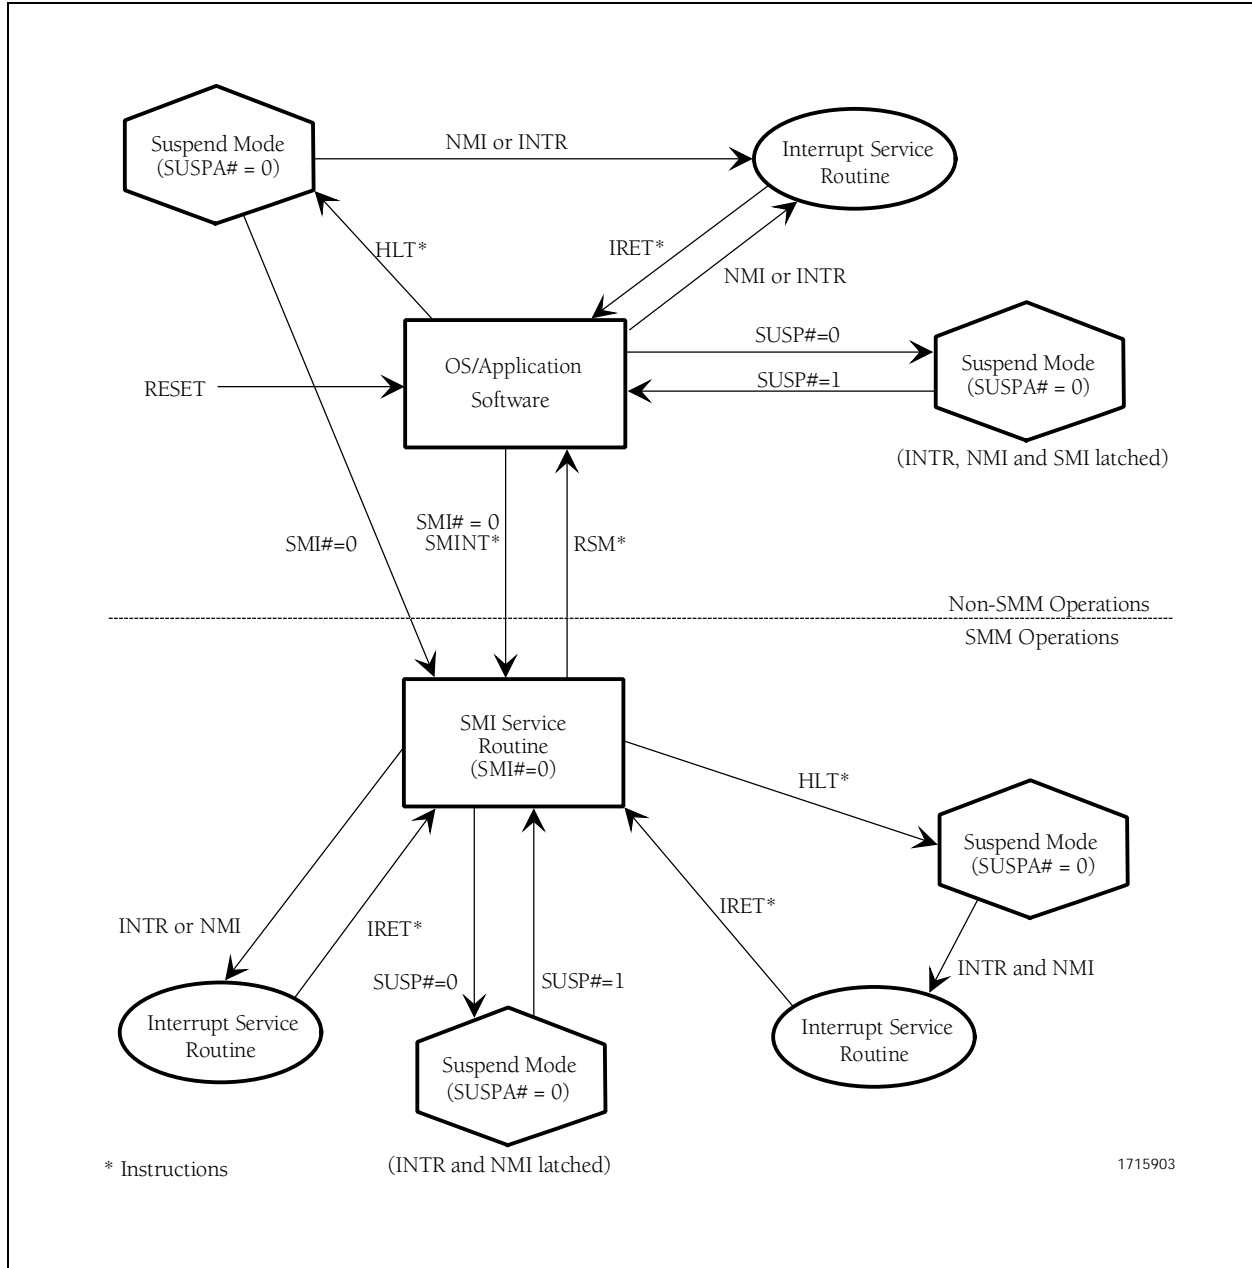 Suspend Mode
(SUSPA# = 0)
NMI or INTR
Interrupt Service
Routine
HLT*
IRET*
NMI or INTR
SUSP#=0
OS/Application
Software
Suspend Mode
(SUSPA# = 0)
RESET
SUSP#=1
(INTR, NMI and SMI latched)
SMI#=0
SMI# = 0
SMINT*
RSM*
Non-SMM Operations
SMM Operations
SMI Service
Routine
(SMI#=0)
HLT*
Suspend Mode
(SUSPA# = 0)
INTR or NMI
IRET*
IRET*
SUSP#=0
SUSP#=1
INTR and NMI
Interrupt Service
Routine
Suspend Mode
(SUSPA# = 0)
Interrupt Service
Routine
(INTR and NMI latched)
* Instructions
1715903